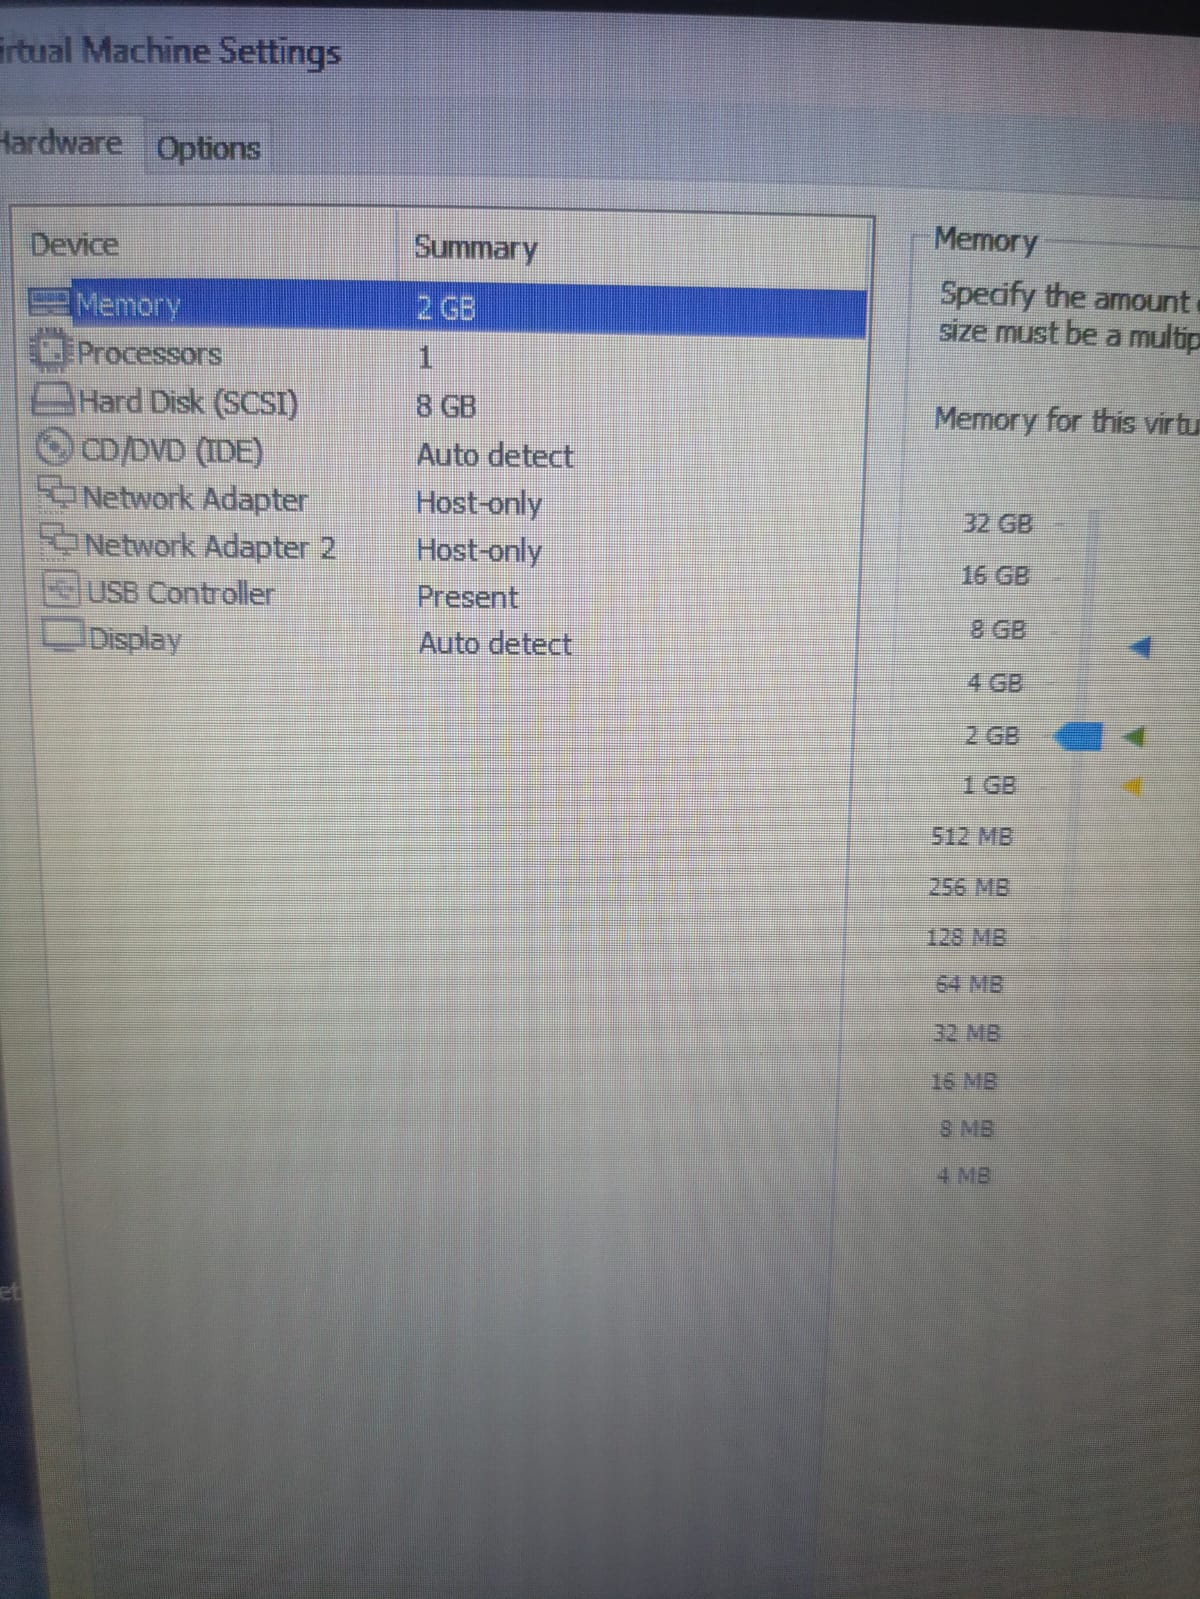 irtual Machine Settings
Hardware Options
Device Summary
Memory 2 GB
Processors 1
Hard Disk (SCSI) 8 GB
CD/DVD (IDE) Auto detect
Network Adapter Host-only
Network Adapter 2 Host-only
USB Controller Present
Display Auto detect
Memory
Specify the amount
size must be a multip
Memory for this virtu
32 GB
16 GB
8 GB
4 GB
2 GB
1 GB
512 MB
256 MB
128 MB
64 MB
32 MB
16 MB
8 MB
4 MB
et